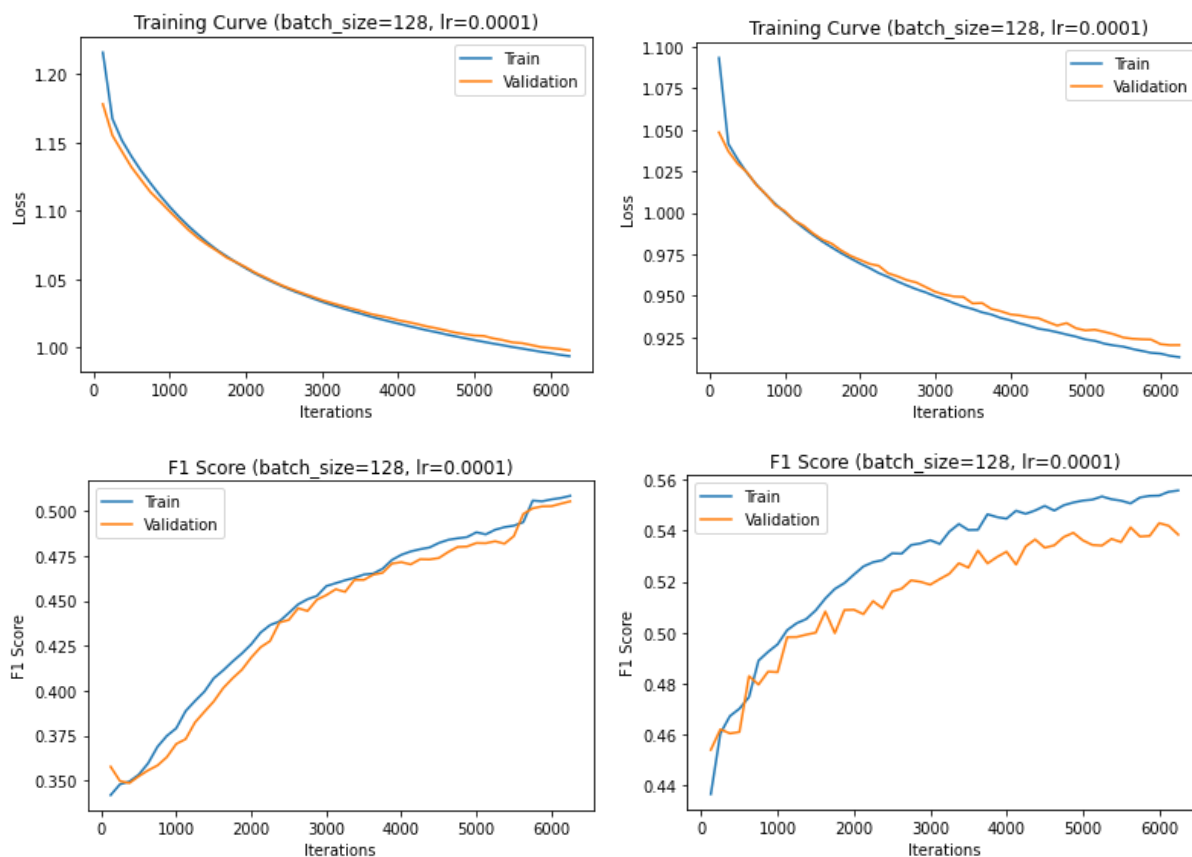 Training Curve (batch_size=128, lr=0.0001)
Train
Validation
1.20
1.15
1.10
1.05
1.00
Loss
0 1000 2000 3000 4000 5000 6000
Iterations
Training Curve (batch_size=128, lr=0.0001)
Train
Validation
1.100
1.075
1.050
1.025
1.000
0.975
0.950
0.925
Loss
0 1000 2000 3000 4000 5000 6000
Iterations
F1 Score (batch_size=128, lr=0.0001)
Train
Validation
0.500
0.475
0.450
0.425
0.400
0.375
0.350
F1 Score
0 1000 2000 3000 4000 5000 6000
Iterations
F1 Score (batch_size=128, lr=0.0001)
Train
Validation
0.56
0.54
0.52
0.50
0.48
0.46
0.44
F1 Score
0 1000 2000 3000 4000 5000 6000
Iterations